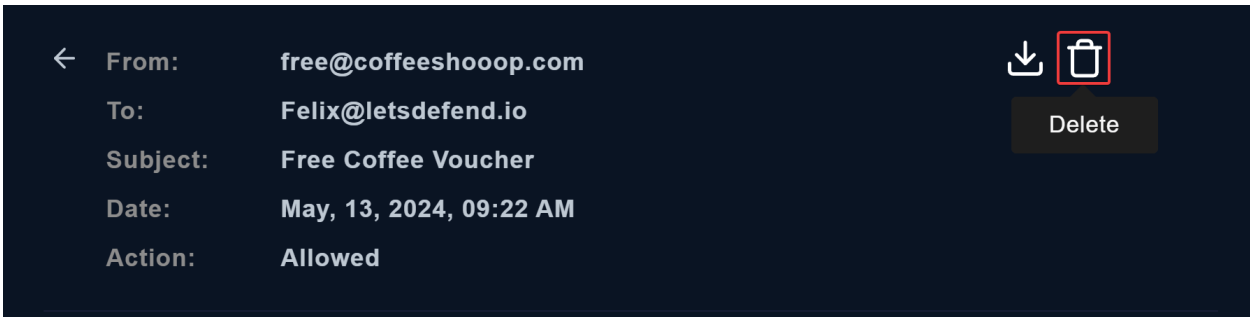 From: free@coffeeshooop.com
To: Felix@letsdefend.io
Delete
Subject: Free Coffee Voucher
Date: May, 13, 2024, 09:22 AM
Action: Allowed